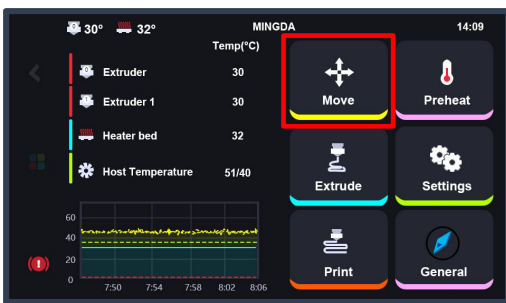 30° 32° MINGDA 14:09
Temp(°C)
Extruder 30
Extruder 1 30
Heater bed 32
Host Temperature 51/40
Move
Preheat
Extrude
Settings
Print
General
60
40
20
0
7:50 7:54 7:58 8:02 8:06